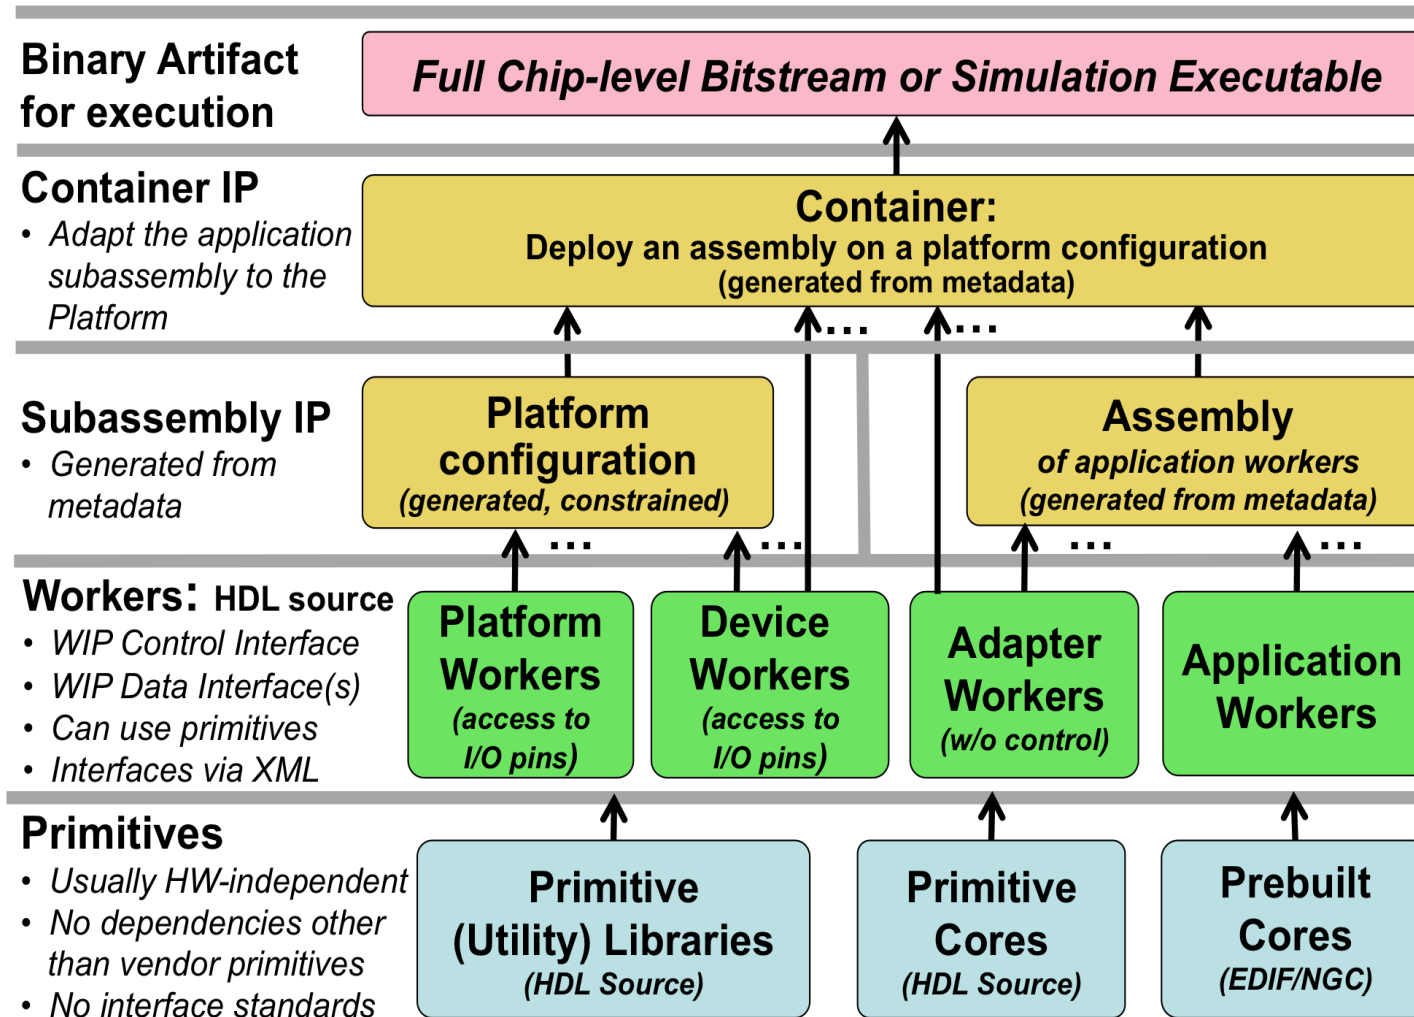 Binary Artifact
for execution
Full Chip-level Bitstream or Simulation Executable
Container IP
• Adapt the application
subassembly to the
Platform
Container:
Deploy an assembly on a platform configuration
(generated from metadata)
... ...
Subassembly IP
• Generated from
metadata
Platform
configuration
(generated, constrained)
Assembly
of application workers
(generated from metadata)
... ... ... ...
Workers: HDL source
• WIP Control Interface
• WIP Data Interface(s)
• Can use primitives
• Interfaces via XML
Platform
Workers
(access to
I/O pins)
Device
Workers
(access to
I/O pins)
Adapter
Workers
(w/o control)
Application
Workers
Primitives
• Usually HW-independent
• No dependencies other
than vendor primitives
• No interface standards
Primitive
(Utility) Libraries
(HDL Source)
Primitive
Cores
(HDL Source)
Prebuilt
Cores
(EDIF/NGC)